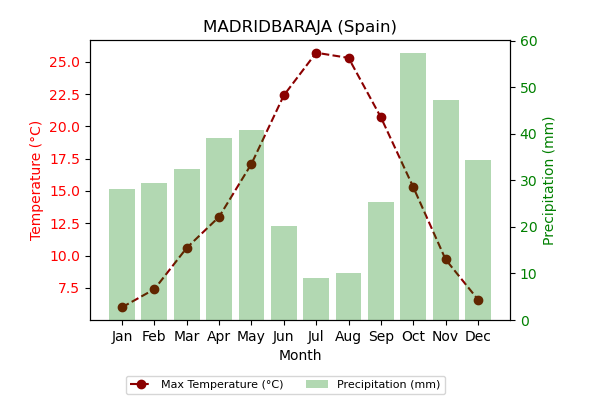 MADRIDBARAJA (Spain)
Temperature (°C)
25.0
22.5
20.0
17.5
15.0
12.5
10.0
7.5
60
50
40
30
20
10
0
Precipitation (mm)
Jan Feb Mar Apr May Jun Jul Aug Sep Oct Nov Dec
Month
Max Temperature (°C) Precipitation (mm)